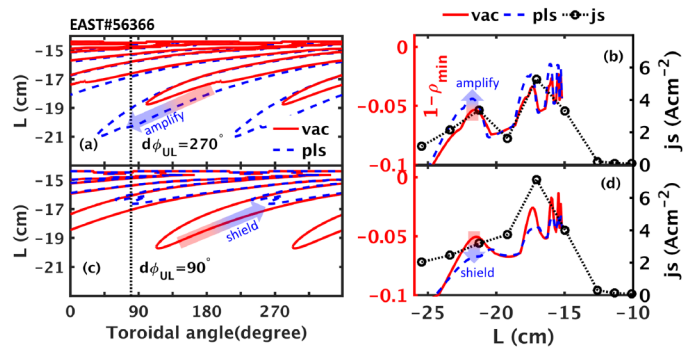 EAST#56366
vac pls js
-15
-17
-19
-21
L (cm)
amplify
(a)
dϕUL=270°
vac
pls
-15
-17
-19
-21
L (cm)
shield
(c)
dϕUL=90°
0 90 180 270
Toroidal angle(degree)
0
-0.05
-0.1
1-ρmin
amplify
(b)
6
4
2
0
js (Acm⁻²)
0
-0.05
-0.1
shield
(d)
6
4
2
0
js (Acm⁻²)
-25 -20 -15 -10
L (cm)